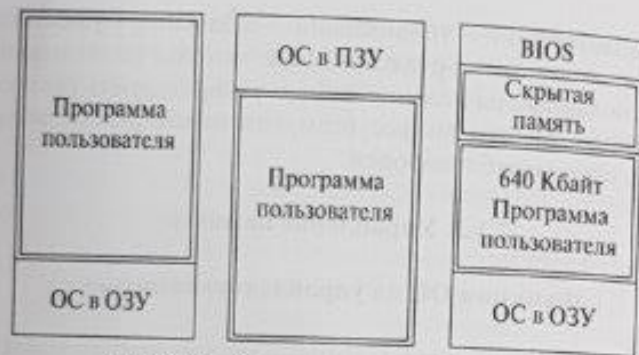 Программа
пользователя
ОС в ОЗУ
ОС в ПЗУ
Программа
пользователя
BIOS
Скрытая
память
640 Кбайт
Программа
пользователя
ОС в ОЗУ